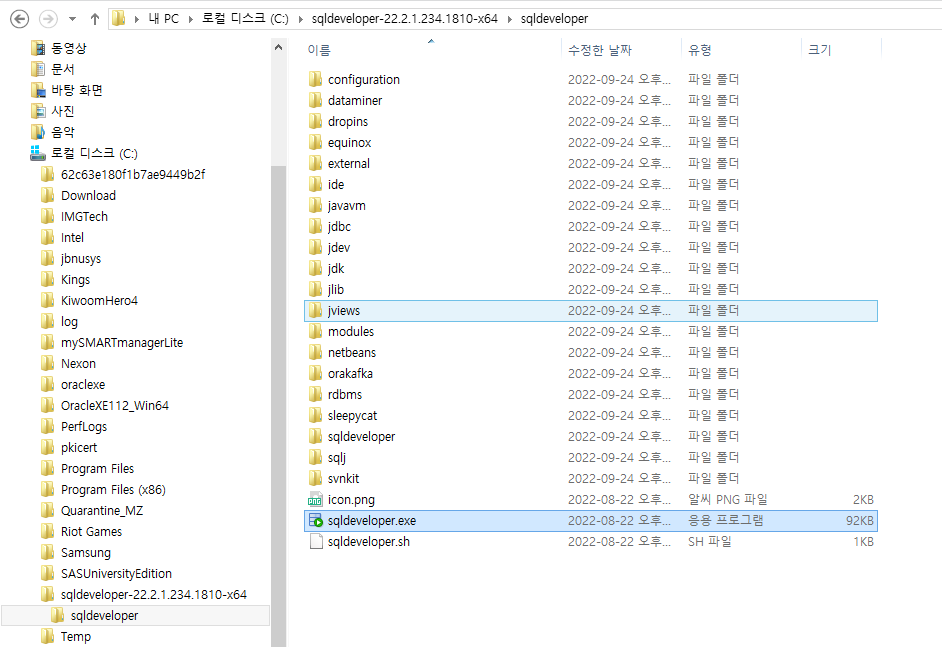 내 PC 로컬 디스크 (C:) sqldeveloper-22.2.1.234.1810-x64 sqldeveloper
동영상
문서
바탕 화면
사진
음악
로컬 디스크 (C:)
62c63e180f1b7ae9449b2f
Download
IMGTech
Intel
jbnusys
Kings
KiwoomHero4
log
mySMARTmanagerLite
Nexon
oraclexe
OracleXE112_Win64
PerfLogs
pkicert
Program Files
Program Files (x86)
Quarantine_MZ
Riot Games
Samsung
SASUniversityEdition
sqldeveloper-22.2.1.234.1810-x64
sqldeveloper
Temp
이름 수정한 날짜 유형 크기
configuration 2022-09-24 오후... 파일 폴더
dataminer 2022-09-24 오후... 파일 폴더
dropins 2022-09-24 오후... 파일 폴더
equinox 2022-09-24 오후... 파일 폴더
external 2022-09-24 오후... 파일 폴더
ide 2022-09-24 오후... 파일 폴더
javavm 2022-09-24 오후... 파일 폴더
jdbc 2022-09-24 오후... 파일 폴더
jdev 2022-09-24 오후... 파일 폴더
jdk 2022-09-24 오후... 파일 폴더
jlib 2022-09-24 오후... 파일 폴더
jviews 2022-09-24 오후... 파일 폴더
modules 2022-09-24 오후... 파일 폴더
netbeans 2022-09-24 오후... 파일 폴더
orakafka 2022-09-24 오후... 파일 폴더
rdbms 2022-09-24 오후... 파일 폴더
sleepycat 2022-09-24 오후... 파일 폴더
sqldeveloper 2022-09-24 오후... 파일 폴더
sqlj 2022-09-24 오후... 파일 폴더
svnkit 2022-09-24 오후... 파일 폴더
icon.png 2022-08-22 오후... 알씨 PNG 파일 2KB
sqldeveloper.exe 2022-08-22 오후... 응용 프로그램 92KB
sqldeveloper.sh 2022-08-22 오후... SH 파일 1KB